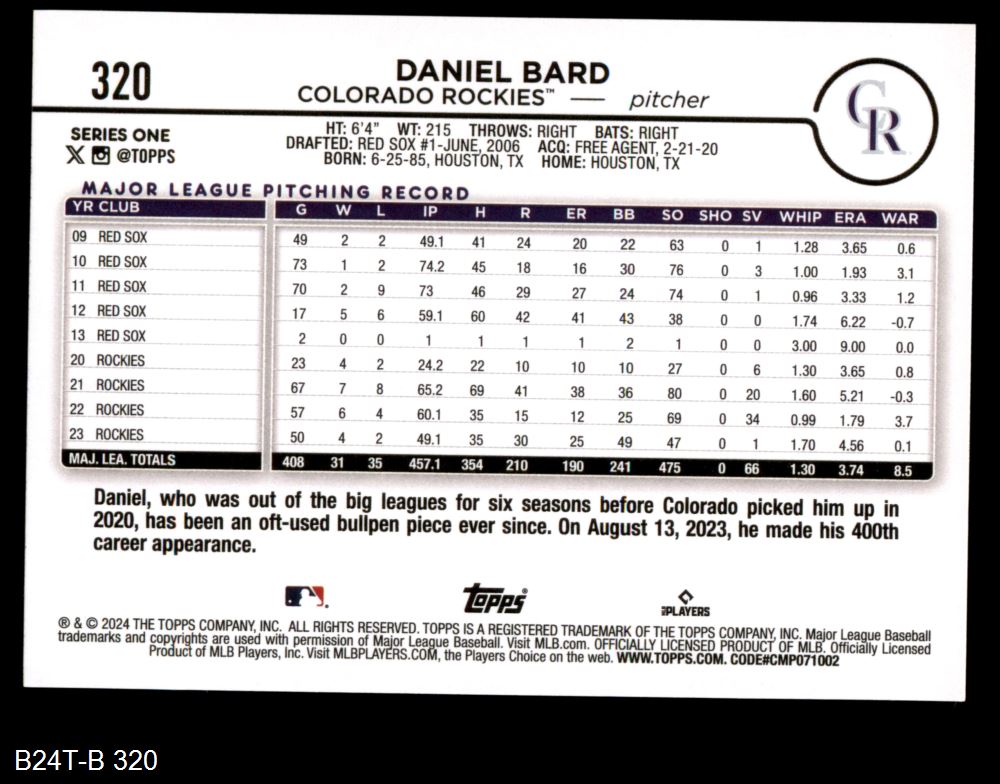 320
DANIEL BARD
COLORADO ROCKIES™ — pitcher
CR
SERIES ONE
@TOPPS
HT: 6'4" WT: 215 THROWS: RIGHT BATS: RIGHT
DRAFTED: RED SOX #1-JUNE, 2006 ACQ: FREE AGENT, 2-21-20
BORN: 6-25-85, HOUSTON, TX HOME: HOUSTON, TX
MAJOR LEAGUE PITCHING RECORD
YR CLUB G W L IP H R ER BB SO SHO SV WHIP ERA WAR
09 RED SOX 49 2 2 49.1 41 24 20 22 63 0 1 1.28 3.65 0.6
10 RED SOX 73 1 2 74.2 45 18 16 30 76 0 3 1.00 1.93 3.1
11 RED SOX 70 2 9 73 46 29 27 24 74 0 1 0.96 3.33 1.2
12 RED SOX 17 5 6 59.1 60 42 41 43 38 0 0 1.74 6.22 -0.7
13 RED SOX 2 0 0 1 1 1 1 2 1 0 0 3.00 9.00 0.0
20 ROCKIES 23 4 2 24.2 22 10 10 10 27 0 6 1.30 3.65 0.8
21 ROCKIES 67 7 8 65.2 69 41 38 36 80 0 20 1.60 5.21 -0.3
22 ROCKIES 57 6 4 60.1 35 15 12 25 69 0 34 0.99 1.79 3.7
23 ROCKIES 50 4 2 49.1 35 30 25 49 47 0 1 1.70 4.56 0.1
MAJ. LEA. TOTALS 408 31 35 457.1 354 210 190 241 475 0 66 1.30 3.74 8.5
Daniel, who was out of the big leagues for six seasons before Colorado picked him up in
2020, has been an oft-used bullpen piece ever since. On August 13, 2023, he made his 400th
career appearance.
Topps®
PLAYERS
® & © 2024 THE TOPPS COMPANY, INC. ALL RIGHTS RESERVED. TOPPS IS A REGISTERED TRADEMARK OF THE TOPPS COMPANY, INC. Major League Baseball
trademarks and copyrights are used with permission of Major League Baseball. Visit MLB.com. OFFICIALLY LICENSED PRODUCT OF MLB. Officially Licensed
Product of MLB Players, Inc. Visit MLBPLAYERS.COM, the Players Choice on the web. WWW.TOPPS.COM. CODE#CMP071002
B24T-B 320